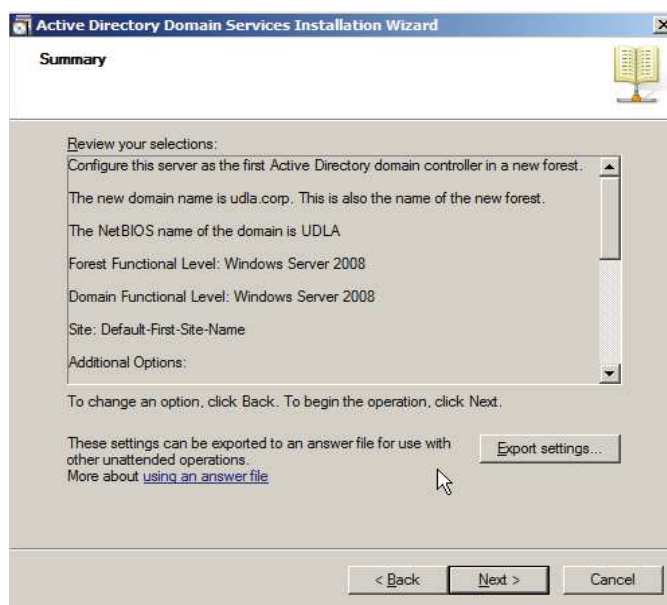 Active Directory Domain Services Installation Wizard
Summary
Review your selections:
Configure this server as the first Active Directory domain controller in a new forest.
The new domain name is udla.corp. This is also the name of the new forest.
The NetBIOS name of the domain is UDLA
Forest Functional Level: Windows Server 2008
Domain Functional Level: Windows Server 2008
Site: Default-First-Site-Name
Additional Options:
To change an option, click Back. To begin the operation, click Next.
These settings can be exported to an answer file for use with
other unattended operations.
More about using an answer file
Export settings...
< Back
Next >
Cancel